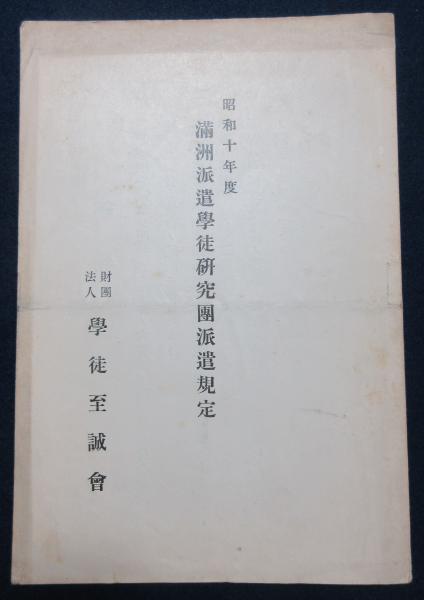 昭和十年度
滿洲派遣學徒硏究團派遣規定
財團法人 學徒至誠會